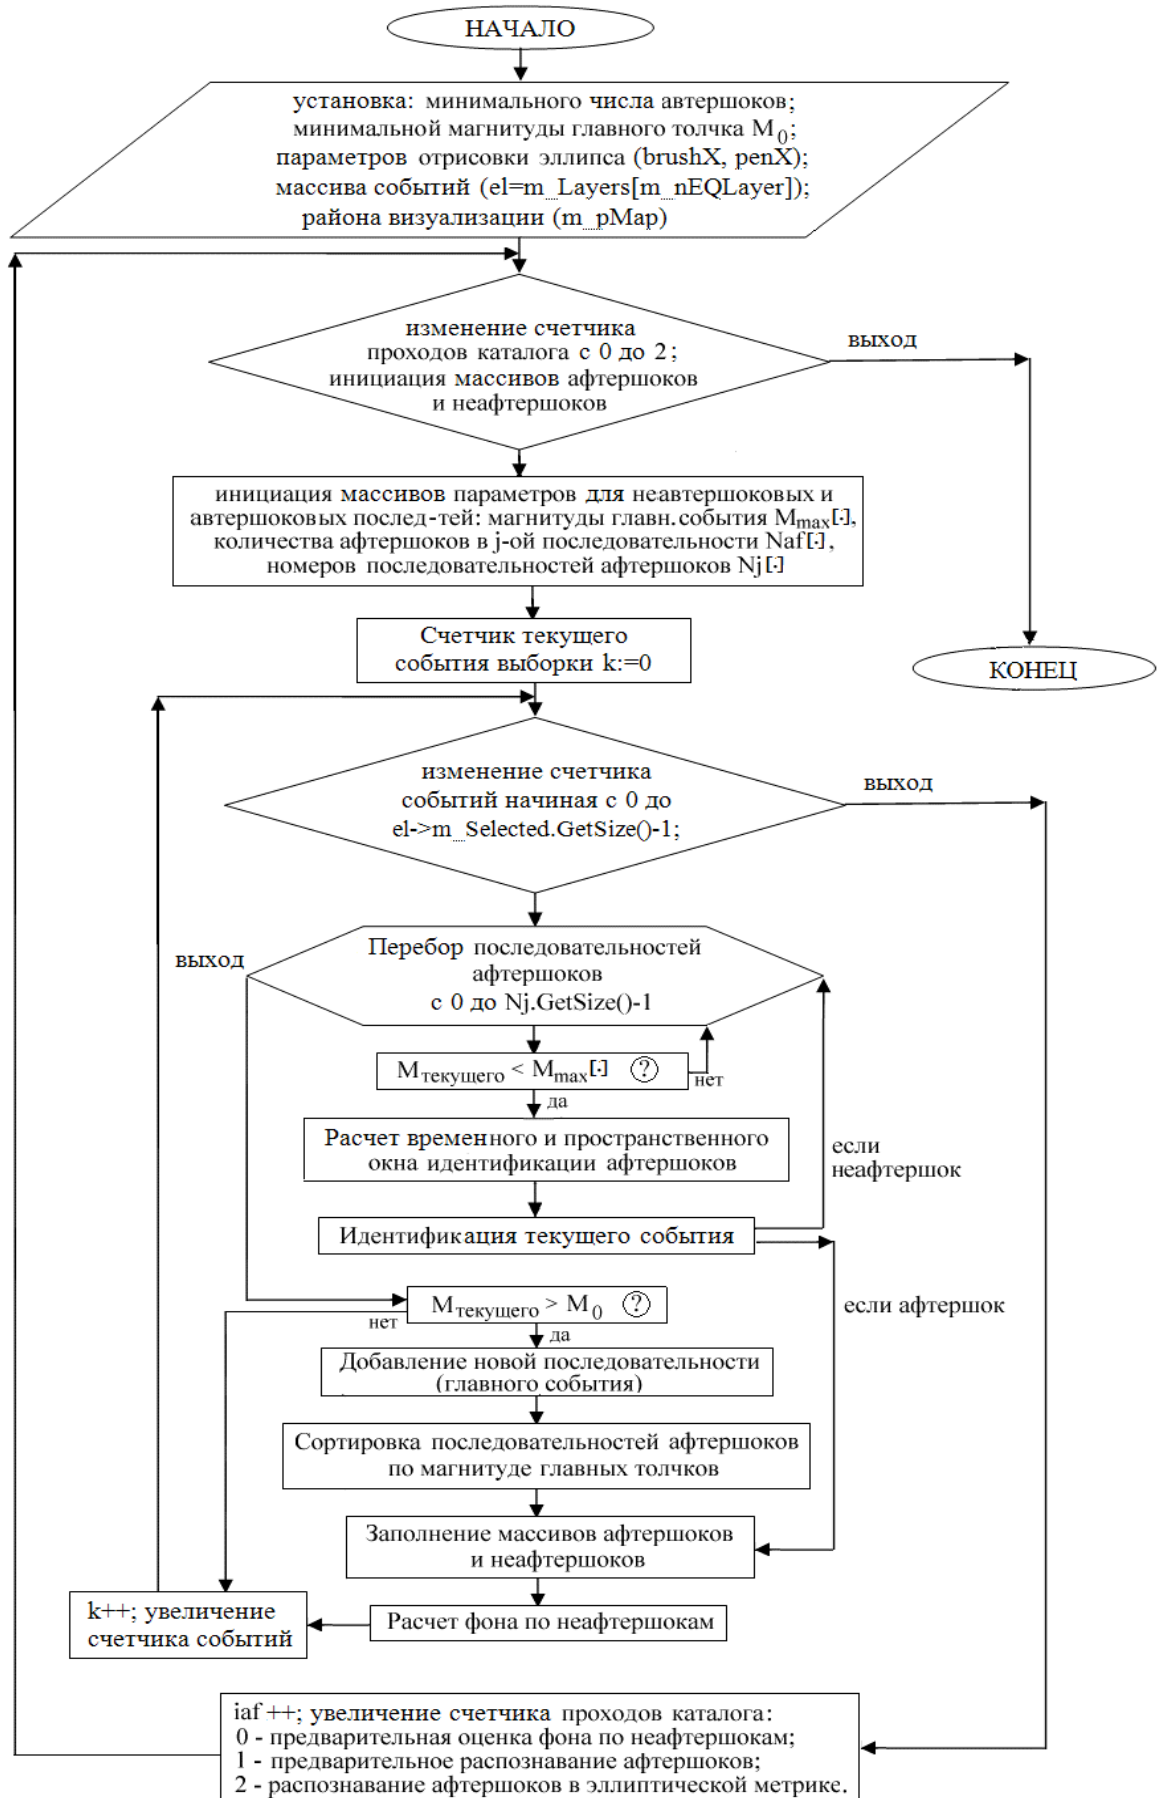 НАЧАЛО
установка: минимального числа автершоков;
минимальной магнитуды главного толчка M0;
параметров отрисовки эллипса (brushX, penX);
массива событий (el=m_Layers[m_nEQLayer]);
района визуализации (m_pMap)
изменение счетчика
проходов каталога с 0 до 2;
инициация массивов афтершоков
и неафтершоков
выход
инициация массивов параметров для неавтершоковых и
автершоковых послед-тей: магнитуды главн.события Mmax[·],
количества афтершоков в j-ой последовательности Naf[·],
номеров последовательностей афтершоков Nj[·]
Счетчик текущего
события выборки k:=0
КОНЕЦ
изменение счетчика
событий начиная с 0 до
el->m_Selected.GetSize()-1;
выход
Перебор последовательностей
афтершоков
с 0 до Nj.GetSize()-1
выход
Mтекущего < Mmax[·] ?
нет
да
Расчет временного и пространственного
окна идентификации афтершоков
если
неафтершок
Идентификация текущего события
Mтекущего > M0 ?
нет
да
если афтершок
Добавление новой последовательности
(главного события)
Сортировка последовательностей афтершоков
по магнитуде главных толчков
Заполнение массивов афтершоков
и неафтершоков
k++; увеличение
счетчика событий
Расчет фона по неафтершокам
iaf ++; увеличение счетчика проходов каталога:
0 - предварительная оценка фона по неафтершокам;
1 - предварительное распознавание афтершоков;
2 - распознавание афтершоков в эллиптической метрике.